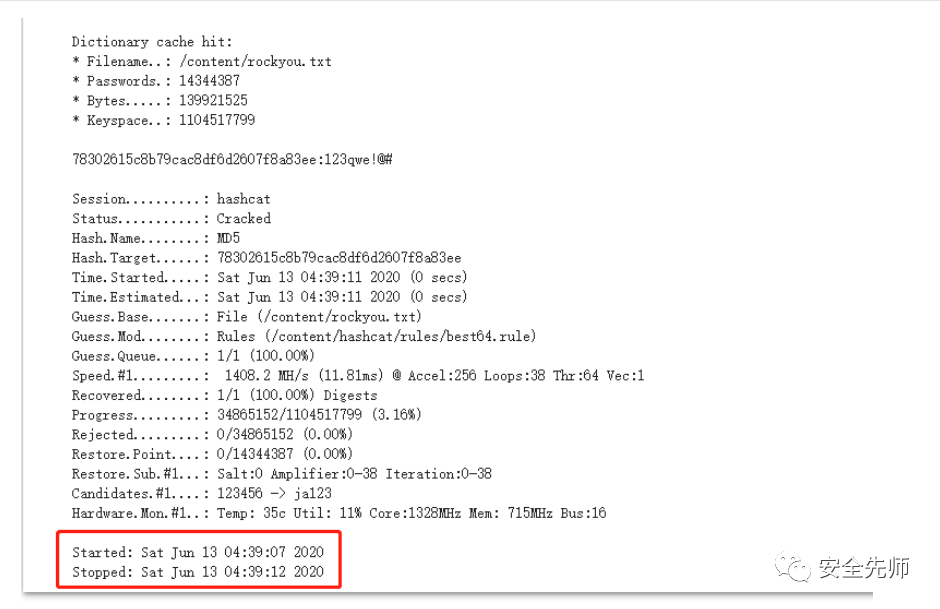 Dictionary cache hit:
* Filename..: /content/rockyou.txt
* Passwords.: 14344387
* Bytes.....: 139921525
* Keyspace..: 1104517799
78302615c8b79cac8df6d2607f8a83ee:123qwe!@#
Session..........: hashcat
Status...........: Cracked
Hash.Name........: MD5
Hash.Target......: 78302615c8b79cac8df6d2607f8a83ee
Time.Started.....: Sat Jun 13 04:39:11 2020 (0 secs)
Time.Estimated...: Sat Jun 13 04:39:11 2020 (0 secs)
Guess.Base.......: File (/content/rockyou.txt)
Guess.Mod........: Rules (/content/hashcat/rules/best64.rule)
Guess.Queue......: 1/1 (100.00%)
Speed.#1.........:  1408.2 MH/s (11.81ms) @ Accel:256 Loops:38 Thr:64 Vec:1
Recovered........: 1/1 (100.00%) Digests
Progress.........: 34865152/1104517799 (3.16%)
Rejected.........: 0/34865152 (0.00%)
Restore.Point....: 0/14344387 (0.00%)
Restore.Sub.#1...: Salt:0 Amplifier:0-38 Iteration:0-38
Candidates.#1....: 123456 -> ja123
Hardware.Mon.#1..: Temp: 35c Util: 11% Core:1328MHz Mem: 715MHz Bus:16
Started: Sat Jun 13 04:39:07 2020
Stopped: Sat Jun 13 04:39:12 2020
安全先师